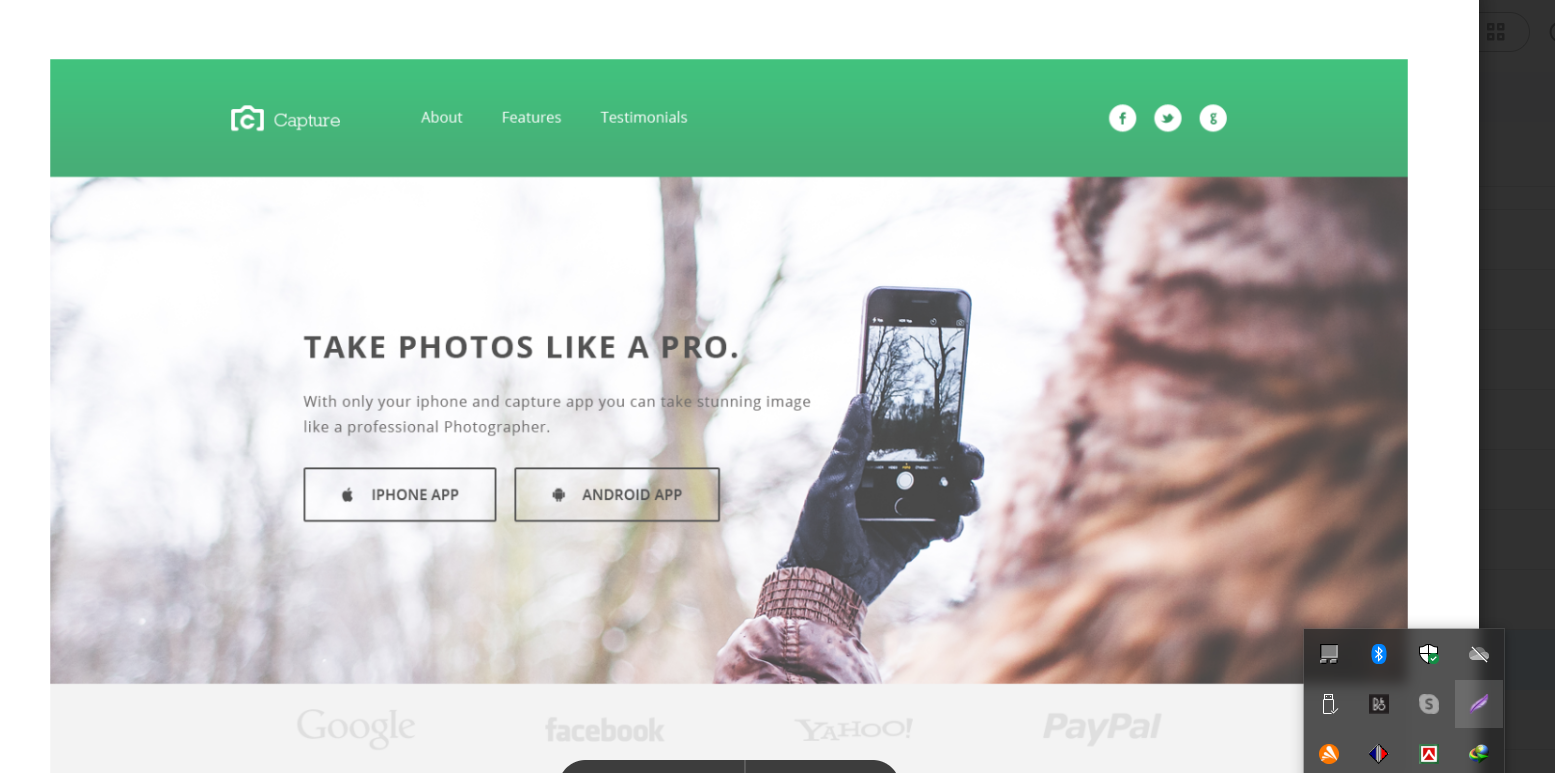 Capture
About
Features
Testimonials
TAKE PHOTOS LIKE A PRO.
With only your iphone and capture app you can take stunning image
like a professional Photographer.
IPHONE APP
ANDROID APP
Google
facebook
YAHOO!
PayPal